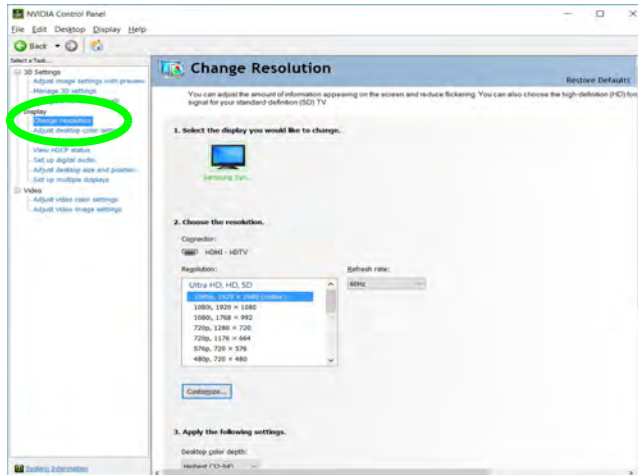 NVIDIA Control Panel
File Edit Desktop Display Help
Back
Select a Task...
3D Settings
Adjust image settings with preview
Manage 3D settings
Display
Change resolution
Adjust desktop color
View HDCP status
Set up digital audio
Adjust desktop size and position
Set up multiple displays
Video
Adjust video color settings
Adjust video image settings
System Information
Change Resolution
Restore Defaults
You can adjust the amount of information appearing on the screen and reduce flickering. You can also choose the high-definition (HD) for
signal for your standard definition (SD) TV
1. Select the display you would like to change.
Samsung Syn...
2. Choose the resolution.
Connector:
HDMI - HDTV
Resolution:
Refresh rate:
Ultra HD, HD, SD
60Hz
1080p, 1920 × 1080 (native)
1080i, 1920 × 1080
1080i, 1768 × 992
720p, 1280 × 720
720p, 1176 × 664
576p, 720 × 576
480p, 720 × 480
Customize...
3. Apply the following settings.
Desktop color depth:
Highest (32-bit)